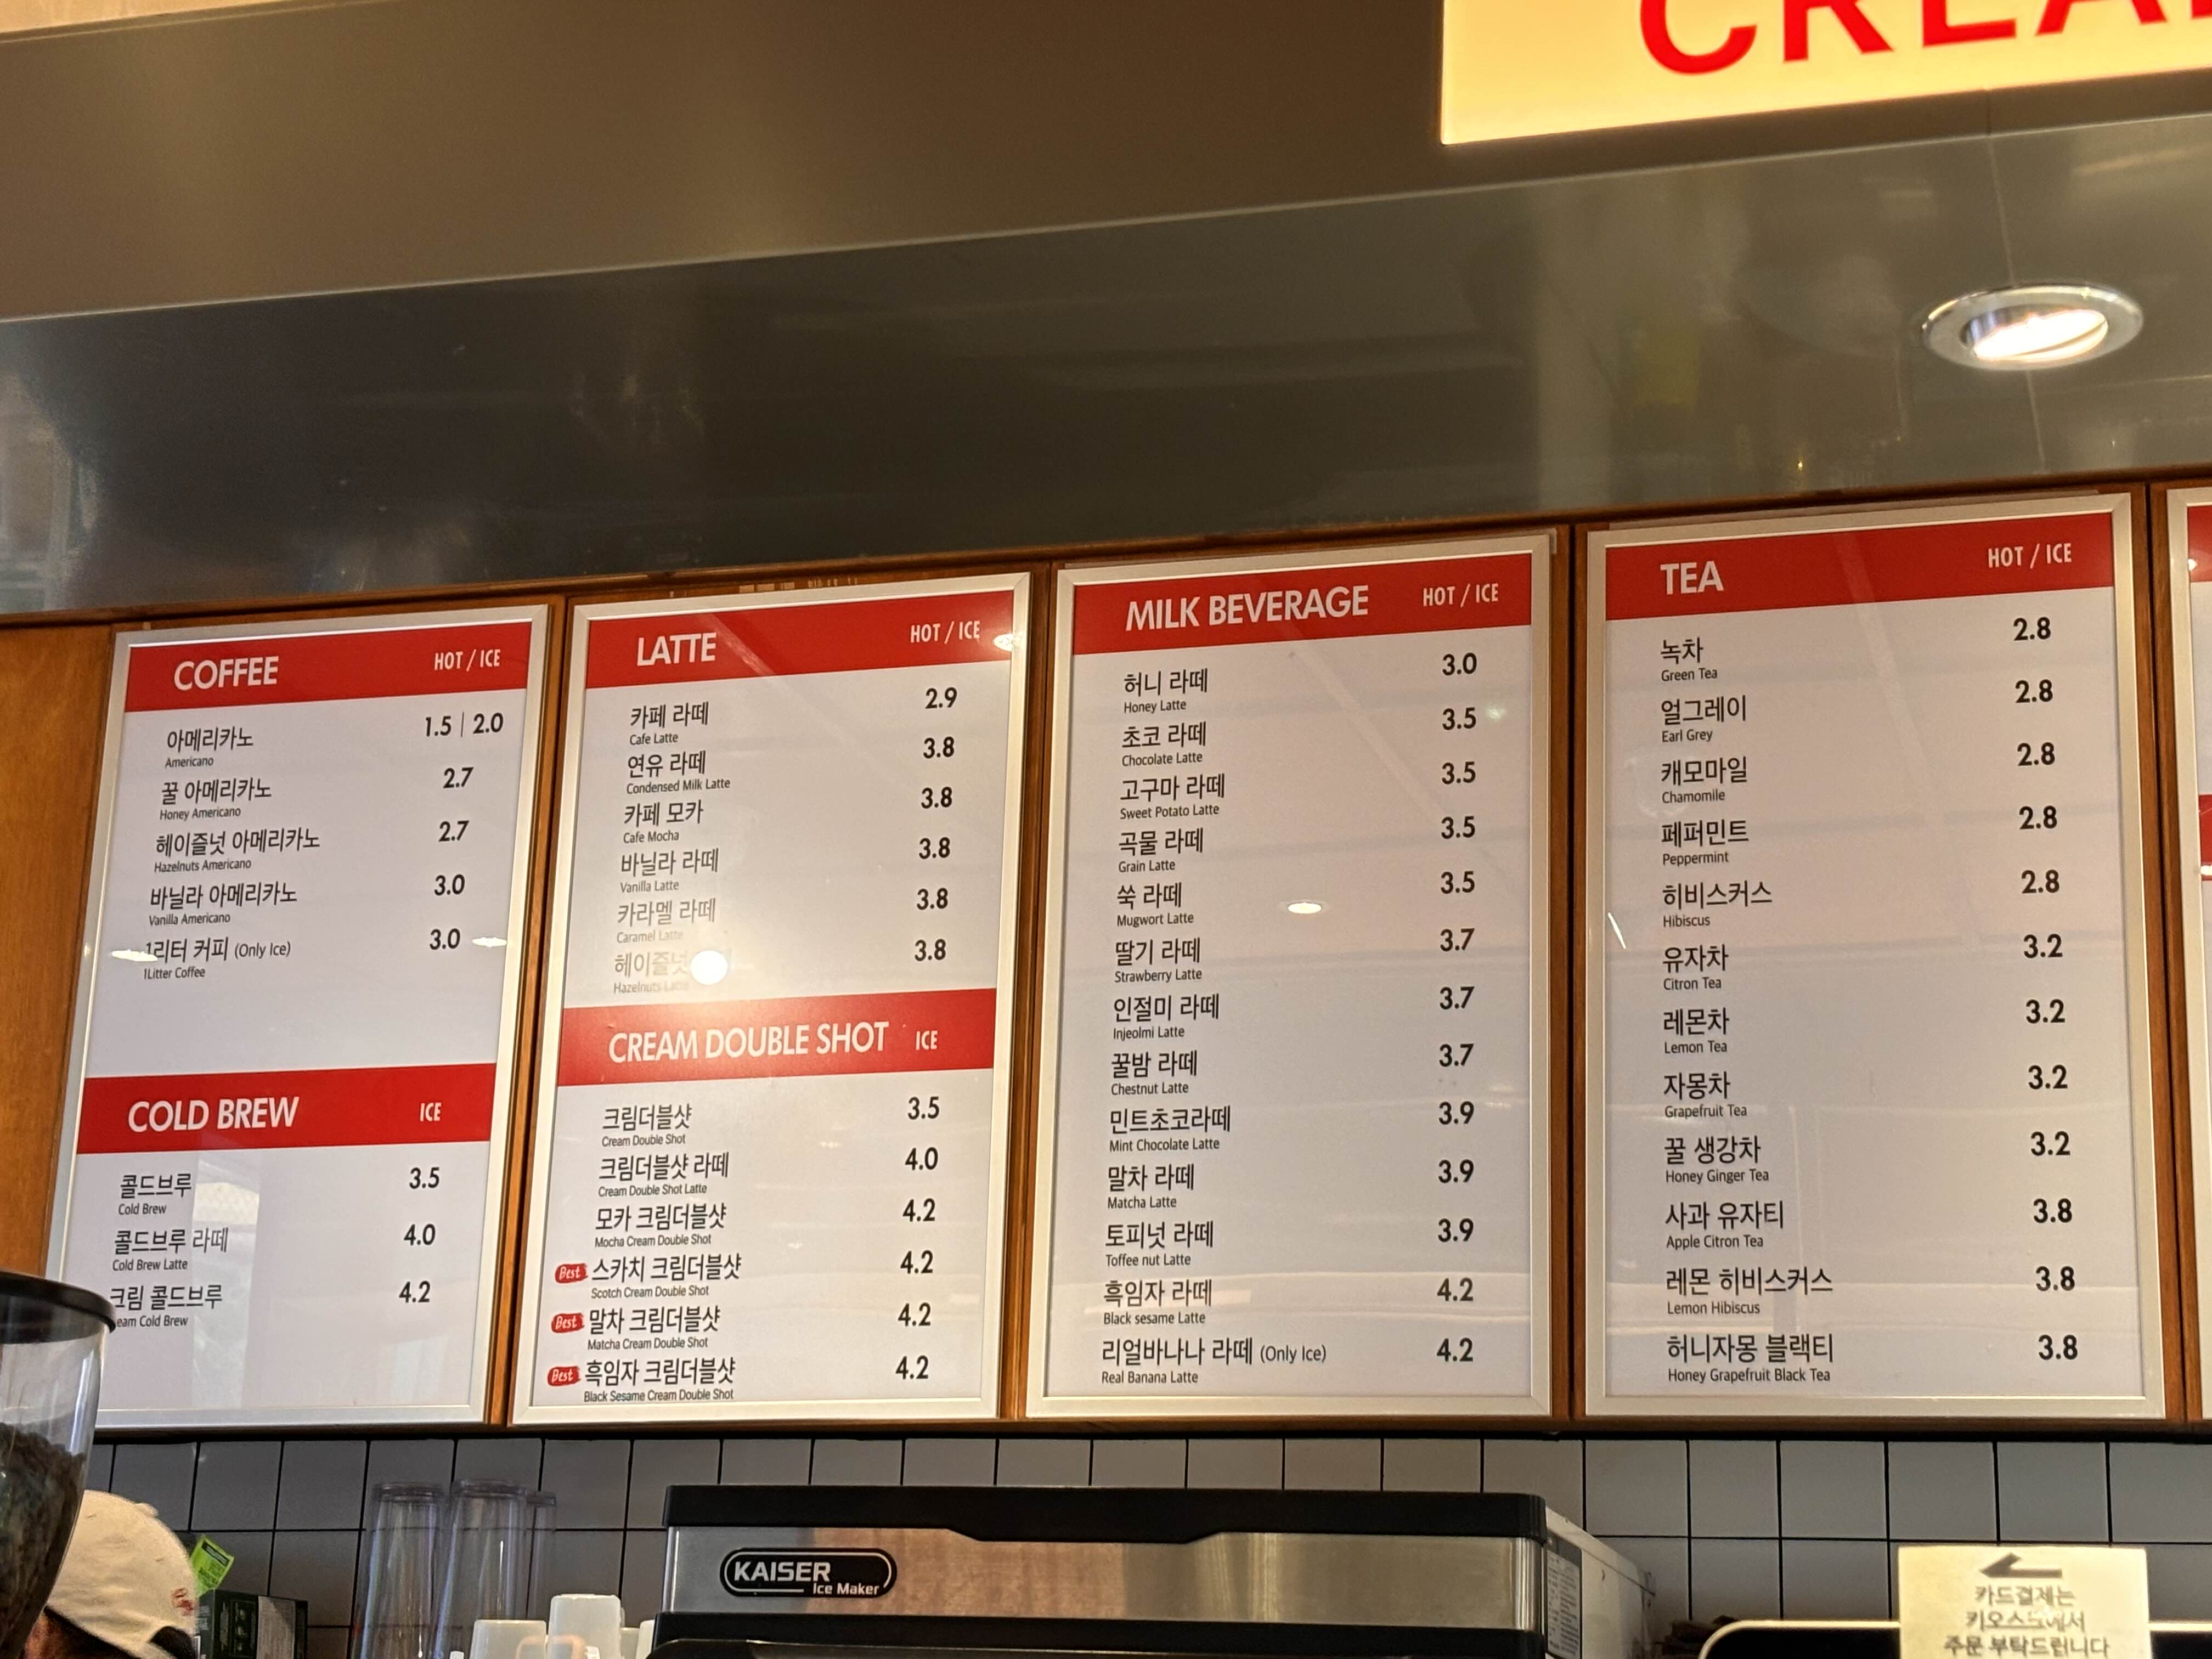 COFFEE HOT / ICE
아메리카노 1.5 | 2.0
Americano
꿀 아메리카노 2.7
Honey Americano
헤이즐넛 아메리카노 2.7
Hazelnuts Americano
바닐라 아메리카노 3.0
Vanilla Americano
1리터 커피 (Only Ice) 3.0
1Litter Coffee
COLD BREW ICE
콜드브루 3.5
Cold Brew
콜드브루 라떼 4.0
Cold Brew Latte
크림 콜드브루 4.2
eam Cold Brew
LATTE HOT / ICE
카페 라떼 2.9
Cafe Latte
연유 라떼 3.8
Condensed Milk Latte
카페 모카 3.8
Cafe Mocha
바닐라 라떼 3.8
Vanilla Latte
카라멜 라떼 3.8
Caramel Latte
헤이즐넛 3.8
Hazelnuts Latte
CREAM DOUBLE SHOT ICE
크림더블샷 3.5
Cream Double Shot
크림더블샷 라떼 4.0
Cream Double Shot Latte
모카 크림더블샷 4.2
Mocha Cream Double Shot
Best 스카치 크림더블샷 4.2
Scotch Cream Double Shot
Best 말차 크림더블샷 4.2
Matcha Cream Double Shot
Best 흑임자 크림더블샷 4.2
Black Sesame Cream Double Shot
MILK BEVERAGE HOT / ICE
허니 라떼 3.0
Honey Latte
초코 라떼 3.5
Chocolate Latte
고구마 라떼 3.5
Sweet Potato Latte
곡물 라떼 3.5
Grain Latte
쑥 라떼 3.5
Mugwort Latte
딸기 라떼 3.7
Strawberry Latte
인절미 라떼 3.7
Injeolmi Latte
꿀밤 라떼 3.7
Chestnut Latte
민트초코라떼 3.9
Mint Chocolate Latte
말차 라떼 3.9
Matcha Latte
토피넛 라떼 3.9
Toffee nut Latte
흑임자 라떼 4.2
Black sesame Latte
리얼바나나 라떼 (Only Ice) 4.2
Real Banana Latte
TEA HOT / ICE
녹차 2.8
Green Tea
얼그레이 2.8
Earl Grey
캐모마일 2.8
Chamomile
페퍼민트 2.8
Peppermint
히비스커스 2.8
Hibiscus
유자차 3.2
Citron Tea
레몬차 3.2
Lemon Tea
자몽차 3.2
Grapefruit Tea
꿀 생강차 3.2
Honey Ginger Tea
사과 유자티 3.8
Apple Citron Tea
레몬 히비스커스 3.8
Lemon Hibiscus
허니자몽 블랙티 3.8
Honey Grapefruit Black Tea
KAISER
Ice Maker
카드결제는
키오스크에서
주문 부탁드립니다